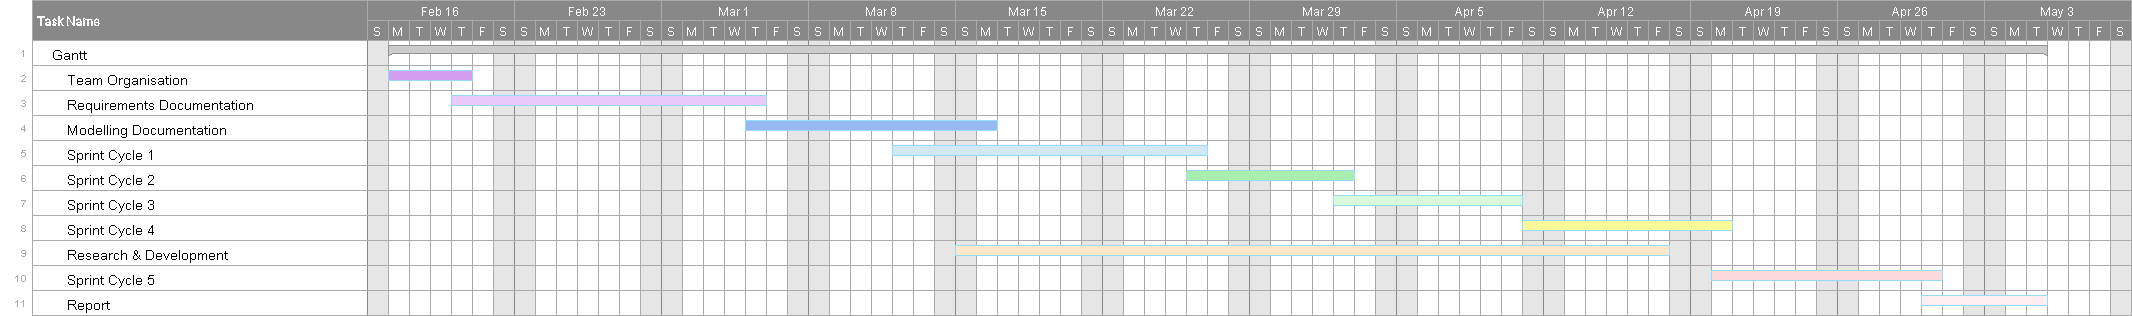 Task Name
Feb 16 Feb 23 Mar 1 Mar 8 Mar 15 Mar 22 Mar 29 Apr 5 Apr 12 Apr 19 Apr 26 May 3
S M T W T F S S M T W T F S S M T W T F S S M T W T F S S M T W T F S S M T W T F S S M T W T F S S M T W T F S S M T W T F S S M T W T F S S M T W T F S S M T W T F S
1 Gantt
2 Team Organisation
3 Requirements Documentation
4 Modelling Documentation
5 Sprint Cycle 1
6 Sprint Cycle 2
7 Sprint Cycle 3
8 Sprint Cycle 4
9 Research & Development
10 Sprint Cycle 5
11 Report